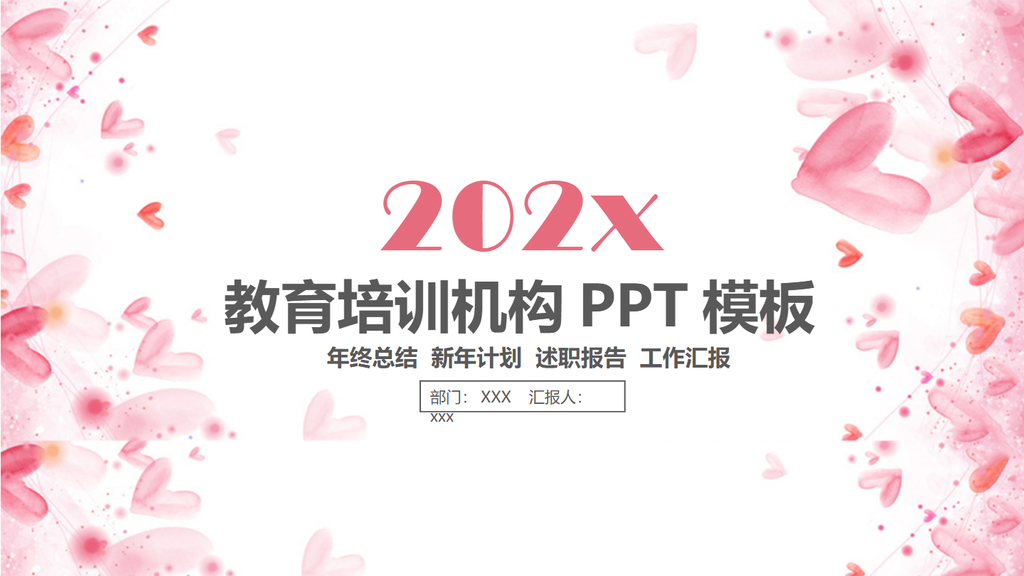 202x
教育培训机构 PPT 模板
年终总结 新年计划 述职报告 工作汇报
部门： XXX 汇报人：
xxx